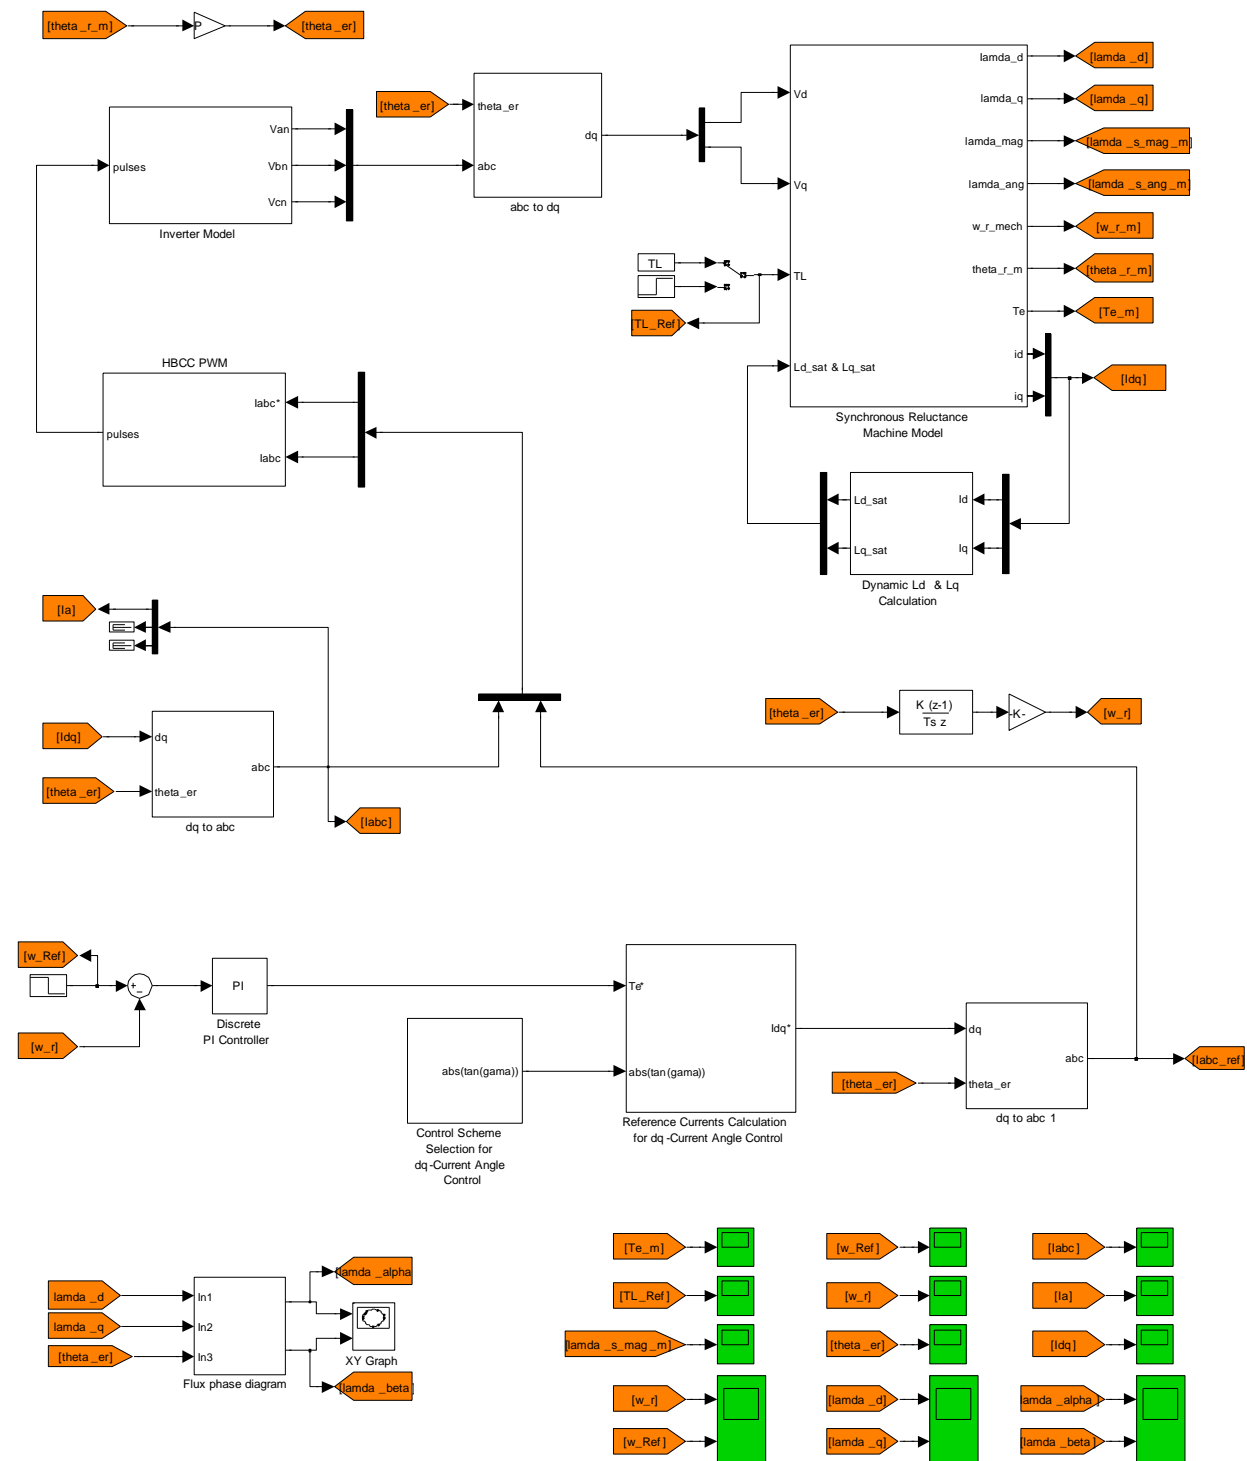 [theta _r_m]
P
[theta _er]
Van
Vbn
Vcn
pulses
Inverter Model
[theta _er]
theta_er
abc
dq
abc to dq
Vd
Vq
TL
Ld_sat & Lq_sat
lamda_d
lamda_q
lamda_mag
lamda_ang
w_r_mech
theta_r_m
Te
id
iq
Synchronous Reluctance
Machine Model
[lamda _d]
[lamda _q]
[lamda _s_mag _m]
[lamda _s_ang _m]
[w_r_m]
[theta _r_m]
[Te_m]
[Idq]
TL
[TL_Ref]
HBCC PWM
Iabc*
Iabc
pulses
Ld_sat
Lq_sat
Id
Iq
Dynamic Ld & Lq
Calculation
[Ia]
[Idq]
[theta _er]
dq
theta_er
abc
dq to abc
[Iabc]
[theta _er]
K (z-1)
Ts z
-K-
[w_r]
[w_Ref]
+
_
[w_r]
PI
Discrete
PI Controller
abs(tan(gama))
Control Scheme
Selection for
dq -Current Angle
Control
Te*
abs(tan(gama))
Idq*
Reference Currents Calculation
for dq -Current Angle Control
[theta _er]
dq
theta_er
abc
dq to abc 1
[Iabc_ref]
lamda _d
lamda _q
[theta _er]
In1
In2
In3
Flux phase diagram
[lamda _alpha
XY Graph
[lamda _beta]
[Te_m]
[TL_Ref]
[lamda _s_mag _m]
[w_r]
[w_Ref]
[w_Ref]
[w_r]
[theta _er]
[lamda _d]
[lamda _q]
[Iabc]
[Ia]
[Idq]
lamda _alpha ]
[lamda _beta ]